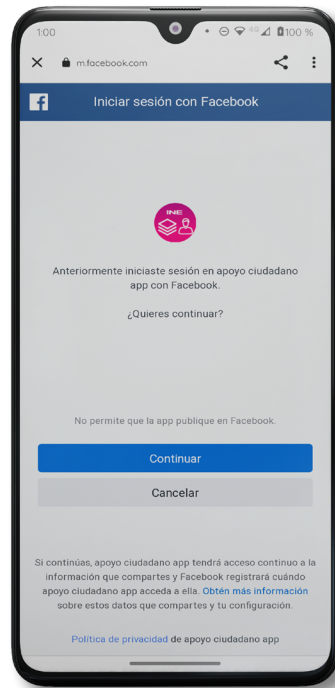 1:00
4G
100 %
m.facebook.com
f
Iniciar sesión con Facebook
INE
Anteriormente iniciaste sesión en apoyo ciudadano
app con Facebook.
¿Quieres continuar?
No permite que la app publique en Facebook.
Continuar
Cancelar
Si continúas, apoyo ciudadano app tendrá acceso continuo a la
información que compartes y Facebook registrará cuándo
apoyo ciudadano app acceda a ella. Obtén más información
sobre estos datos que compartes y tu configuración.
Política de privacidad de apoyo ciudadano app